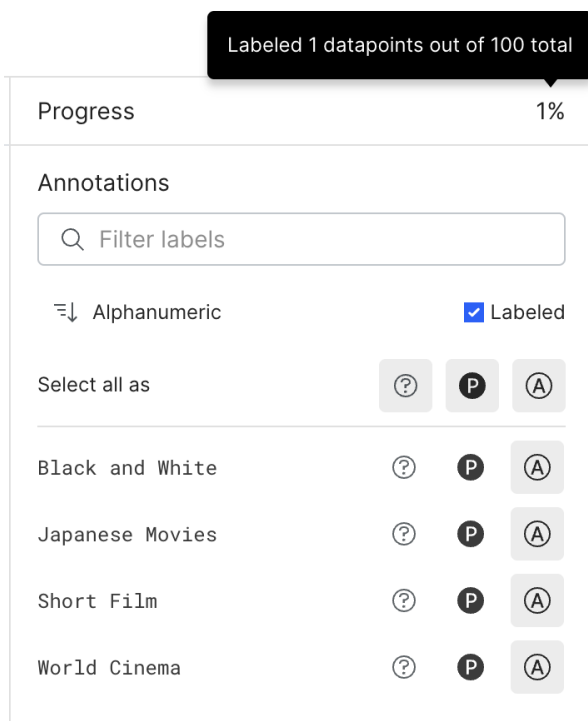 Labeled 1 datapoints out of 100 total
Progress 1%
Annotations
Filter labels
Alphanumeric Labeled
Select all as ? P A
Black and White ? P A
Japanese Movies ? P A
Short Film ? P A
World Cinema ? P A